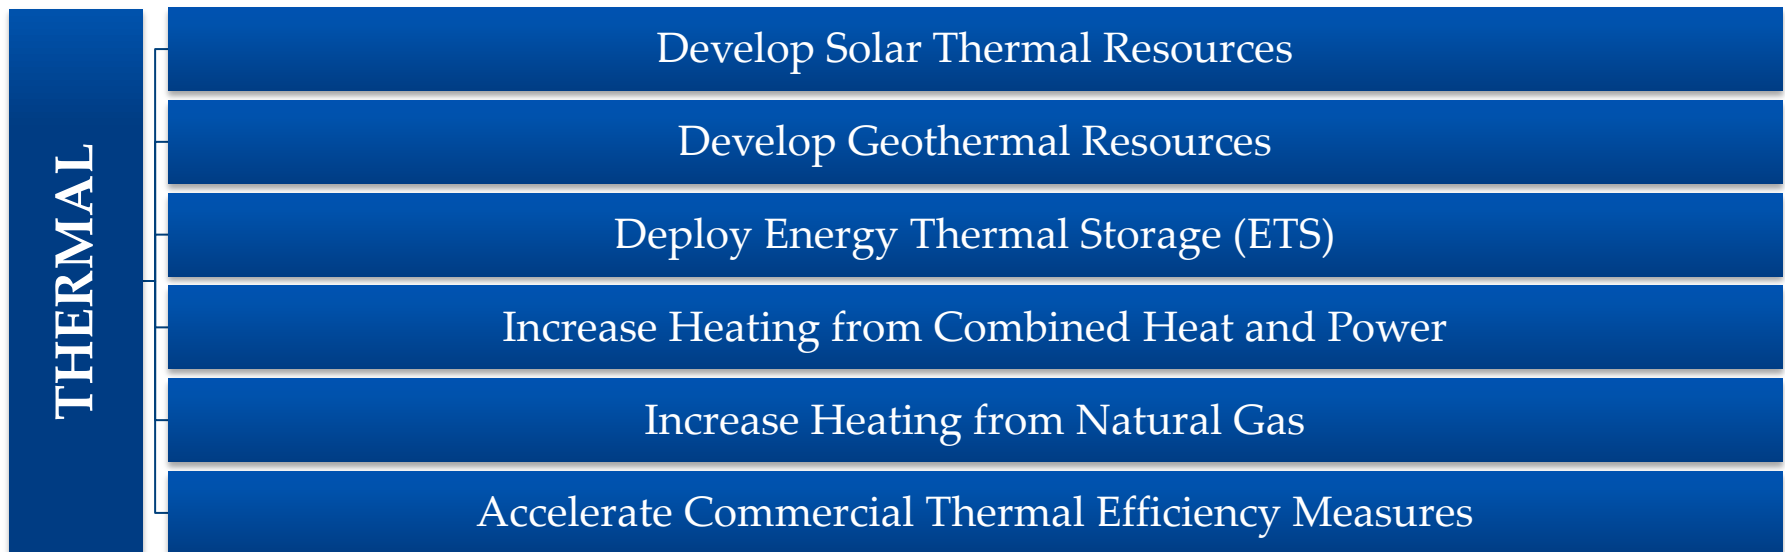 THERMAL
Develop Solar Thermal Resources
Develop Geothermal Resources
Deploy Energy Thermal Storage (ETS)
Increase Heating from Combined Heat and Power
Increase Heating from Natural Gas
Accelerate Commercial Thermal Efficiency Measures